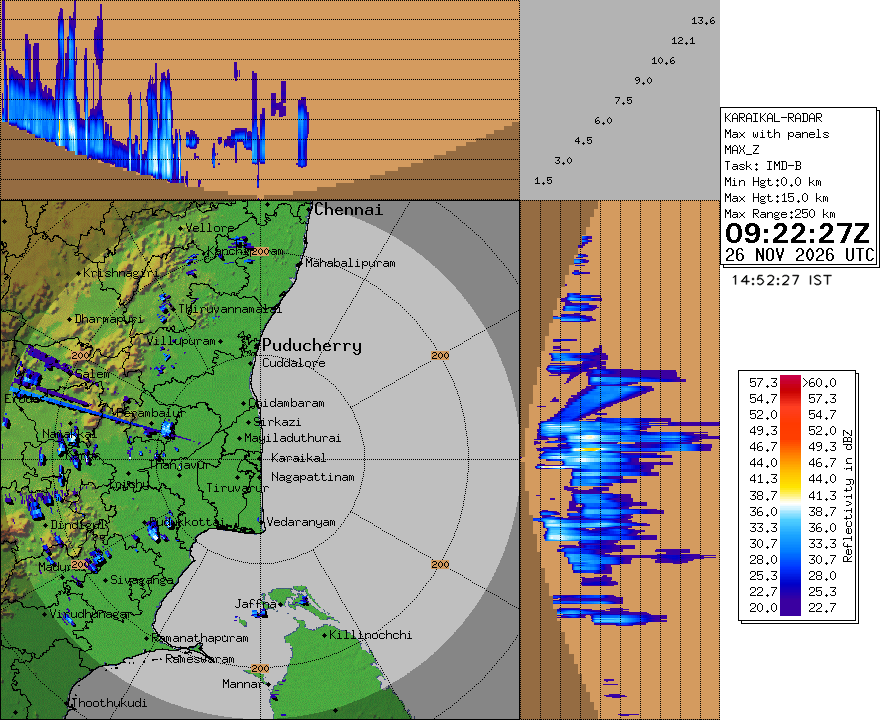 13.6
12.1
10.6
9.0
7.5
6.0
4.5
3.0
1.5
KARAIKAL-RADAR
Max with panels
MAX_Z
Task: IMD-B
Min Hgt:0.0 km
Max Hgt:15.0 km
Max Range:250 km
09:22:27Z
26 NOV 2026 UTC
14:52:27 IST
Chennai
Vellore
200
Mahabalipuram
Krishnagiri
Thiruvannamalai
Dharmapuri
Villupuram
Puducherry
200
200
Cuddalore
Salem
Chidambaram
Perambalur
Sirkazi
Namakkal
Mayiladuthurai
Karaikal
Thanjavur
Nagapattinam
Tiruvarur
Pudukkottai
Vedaranyam
Dindigul
200
200
Madurai
Sivaganga
Jaffna
Virudhunagar
Killinochchi
Ramanathapuram
Rameswaram
200
Mannar
Thoothukudi
57.3 >60.0
54.7 57.3
52.0 54.7
49.3 52.0
46.7 49.3
44.0 46.7
41.3 44.0
38.7 41.3
36.0 38.7
33.3 36.0
30.7 33.3
28.0 30.7
25.3 28.0
22.7 25.3
20.0 22.7
Reflectivity in dBZ